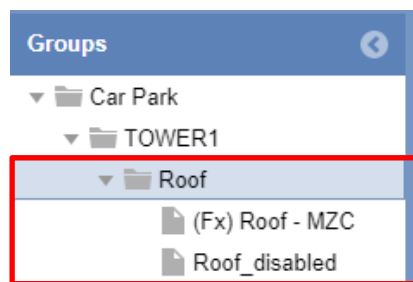 Groups
Car Park
TOWER1
Roof
(Fx) Roof - MZC
Roof_disabled